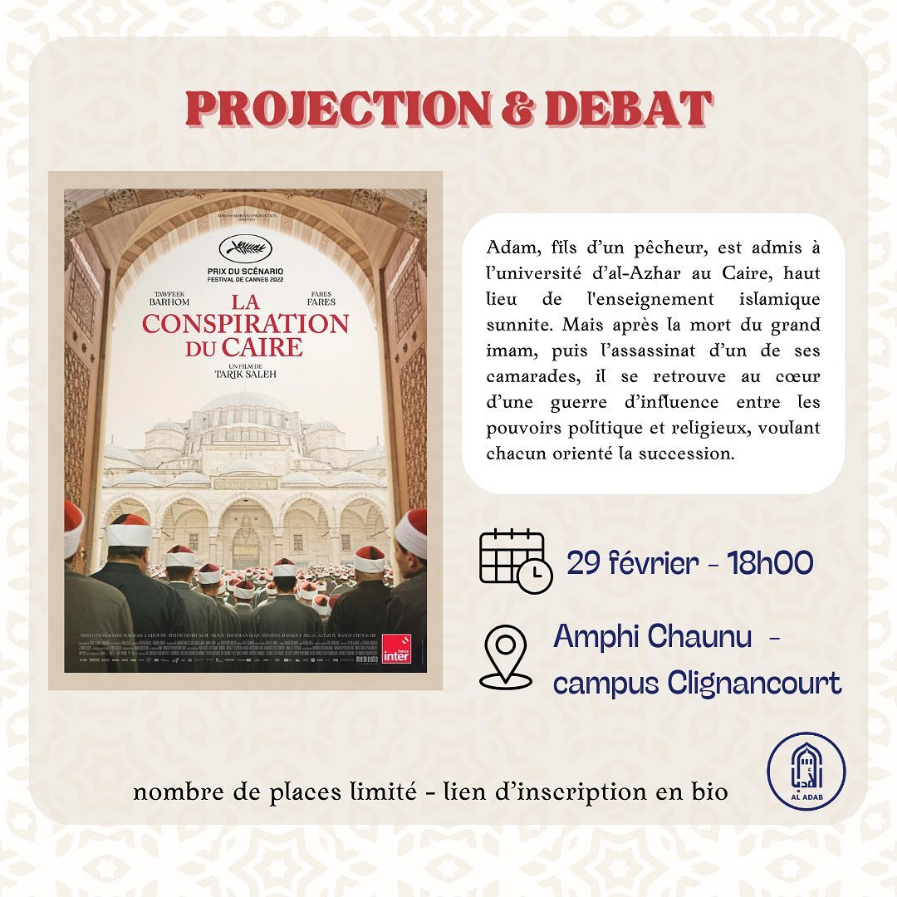 PROJECTION & DEBAT
PRIX DU SCÉNARIO
FESTIVAL DE CANNES 2022
TAWFEEK
BARHOM
FARES
FARES
LA
CONSPIRATION
DU CAIRE
UN FILM DE
TARIK SALEH
france
inter
memento
Adam, fils d'un pêcheur, est admis à
l'université d'al-Azhar au Caire, haut
lieu de l'enseignement islamique
sunnite. Mais après la mort du grand
imam, puis l'assassinat d'un de ses
camarades, il se retrouve au cœur
d'une guerre d'influence entre les
pouvoirs politique et religieux, voulant
chacun orienté la succession.
29 février - 18h00
Amphi Chaunu -
campus Clignancourt
nombre de places limité - lien d'inscription en bio
AL ADAB